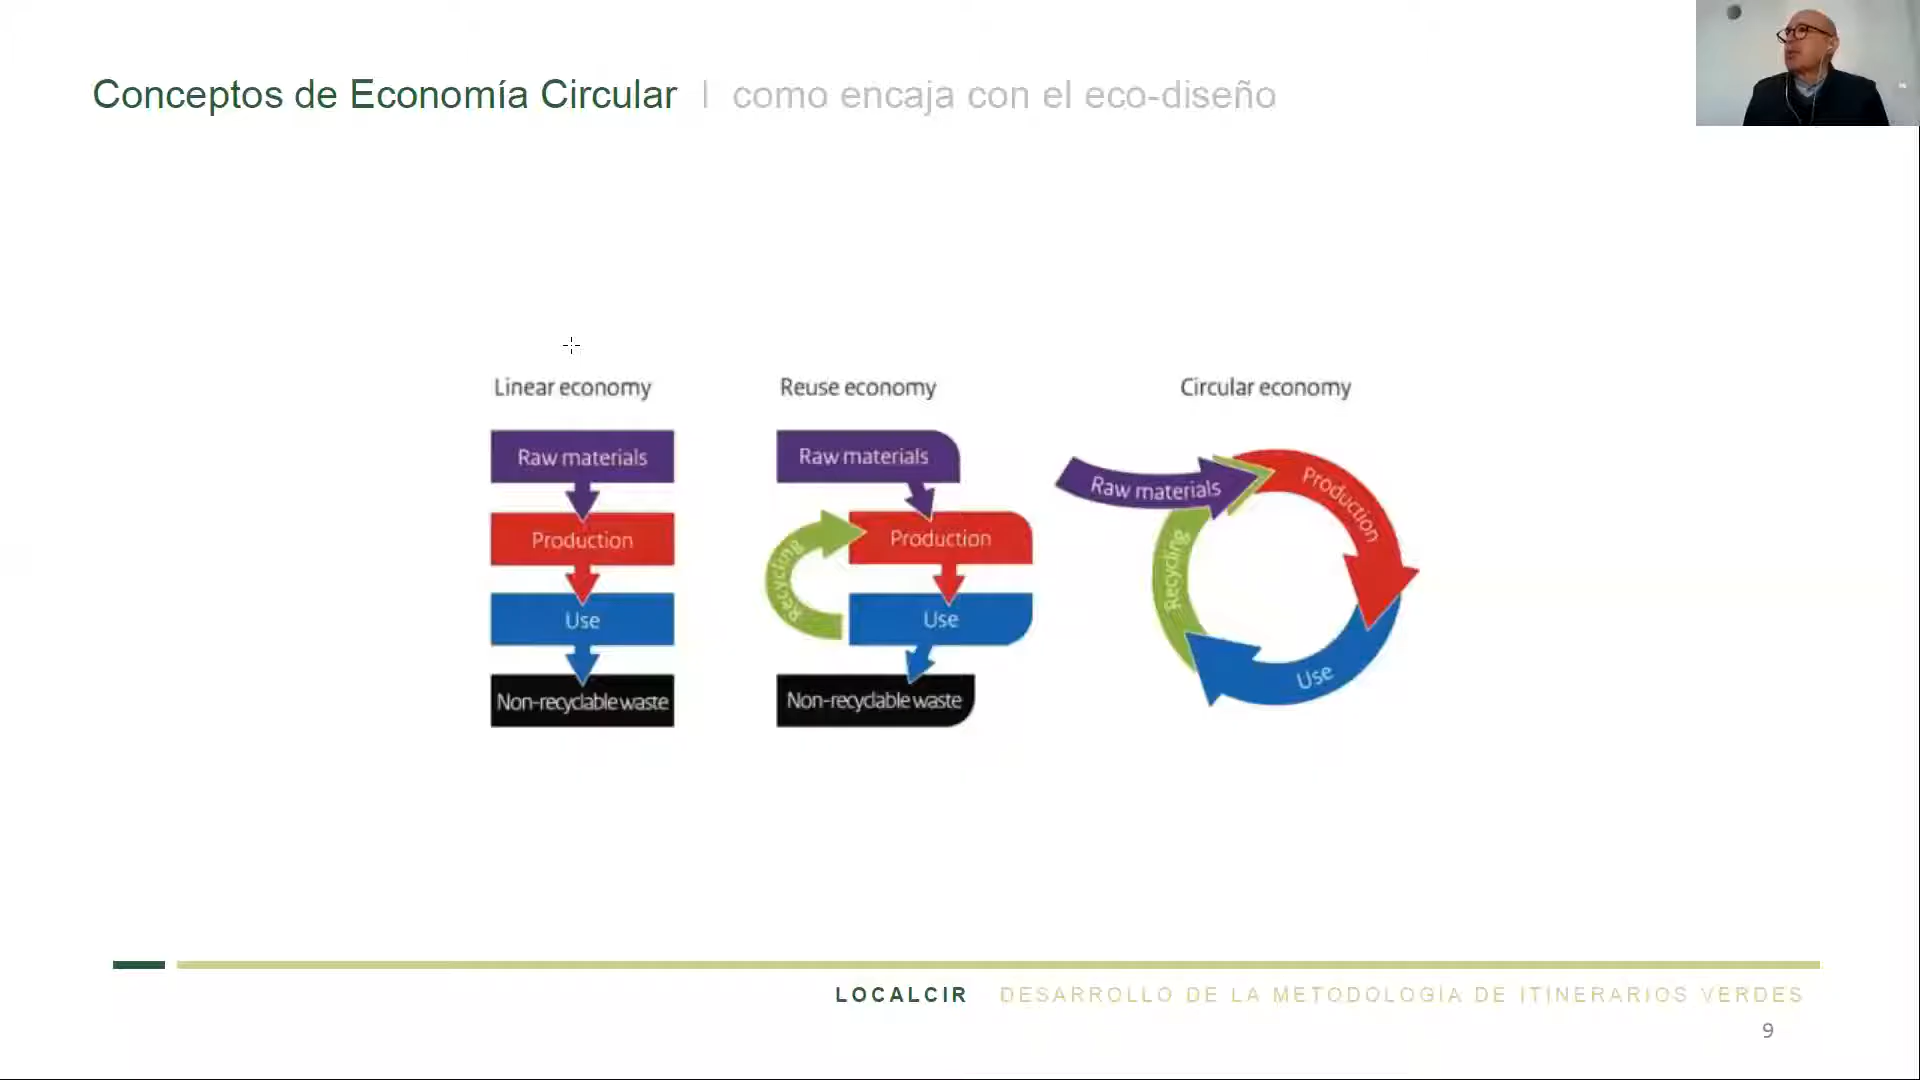 Conceptos de Economía Circular | como encaja con el eco-diseño
Linear economy
Raw materials
Production
Use
Non-recyclable waste
Reuse economy
Raw materials
Recycling
Production
Use
Non-recyclable waste
Circular economy
Raw materials
Production
Recycling
Use
LOCALCIR DESARROLLO DE LA METODOLOGÍA DE ITINERARIOS VERDES
9